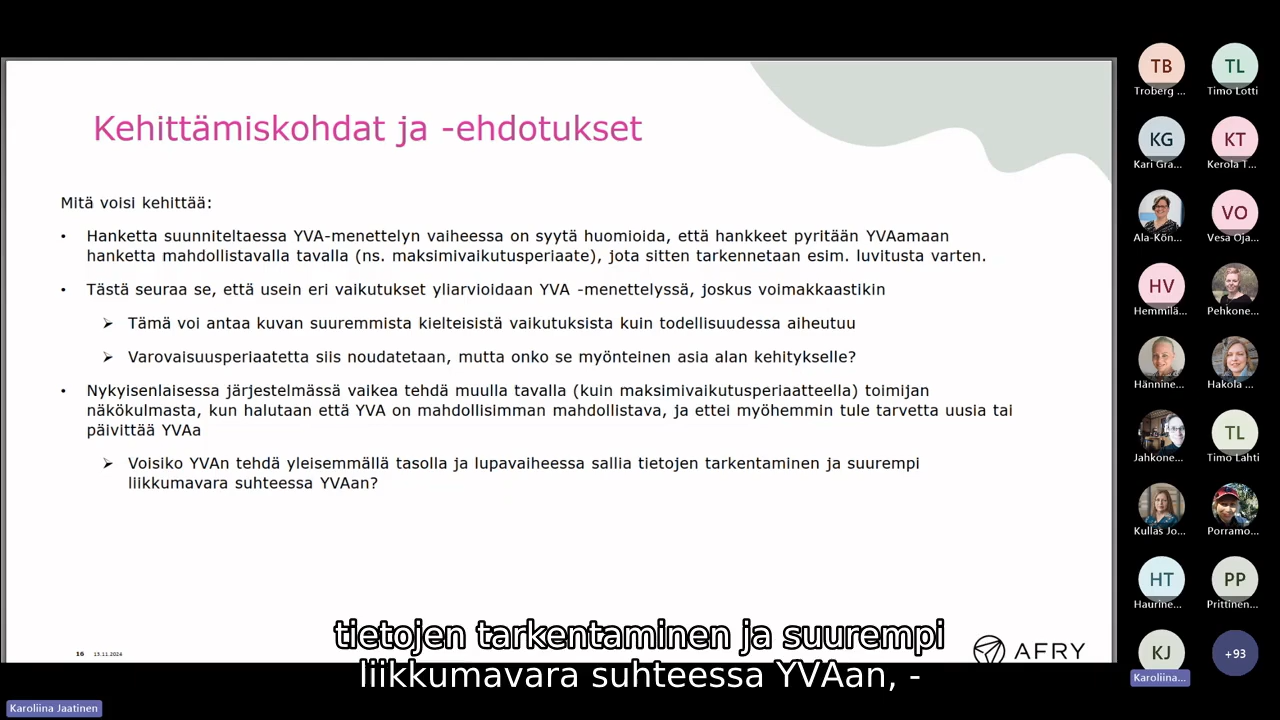 Kehittämiskohdat ja -ehdotukset
Mitä voisi kehittää:
• Hanketta suunniteltaessa YVA-menettelyn vaiheessa on syytä huomioida, että hankkeet pyritään YVAamaan
hanketta mahdollistavalla tavalla (ns. maksimivaikutusperiaate), jota sitten tarkennetaan esim. luvitusta varten.
• Tästä seuraa se, että usein eri vaikutukset yliarvioidaan YVA -menettelyssä, joskus voimakkaastikin
➤ Tämä voi antaa kuvan suuremmista kielteisistä vaikutuksista kuin todellisuudessa aiheutuu
➤ Varovaisuusperiaatetta siis noudatetaan, mutta onko se myönteinen asia alan kehitykselle?
• Nykyisenlaisessa järjestelmässä vaikea tehdä muulla tavalla (kuin maksimivaikutusperiaatteella) toimijan
näkökulmasta, kun halutaan että YVA on mahdollisimman mahdollistava, ja ettei myöhemmin tule tarvetta uusia tai
päivittää YVAa
➤ Voisiko YVAn tehdä yleisemmällä tasolla ja lupavaiheessa sallia tietojen tarkentaminen ja suurempi
liikkumavara suhteessa YVAan?
16 13.11.2024
AFRY
tietojen tarkentaminen ja suurempi
liikkumavara suhteessa YVAan, -
Karoliina Jaatinen
TB TL
Troberg ... Timo Lotti
KG KT
Kari Gra... Kerola T...
VO
Ala-Kön... Vesa Oja...
HV
Hemmilä... Pehkone...
Hännine... Hakola ...
TL
Jahkone... Timo Lahti
Kullas Jo... Porramo...
HT PP
Haurine... Prittinen...
KJ +93
Karoliina...